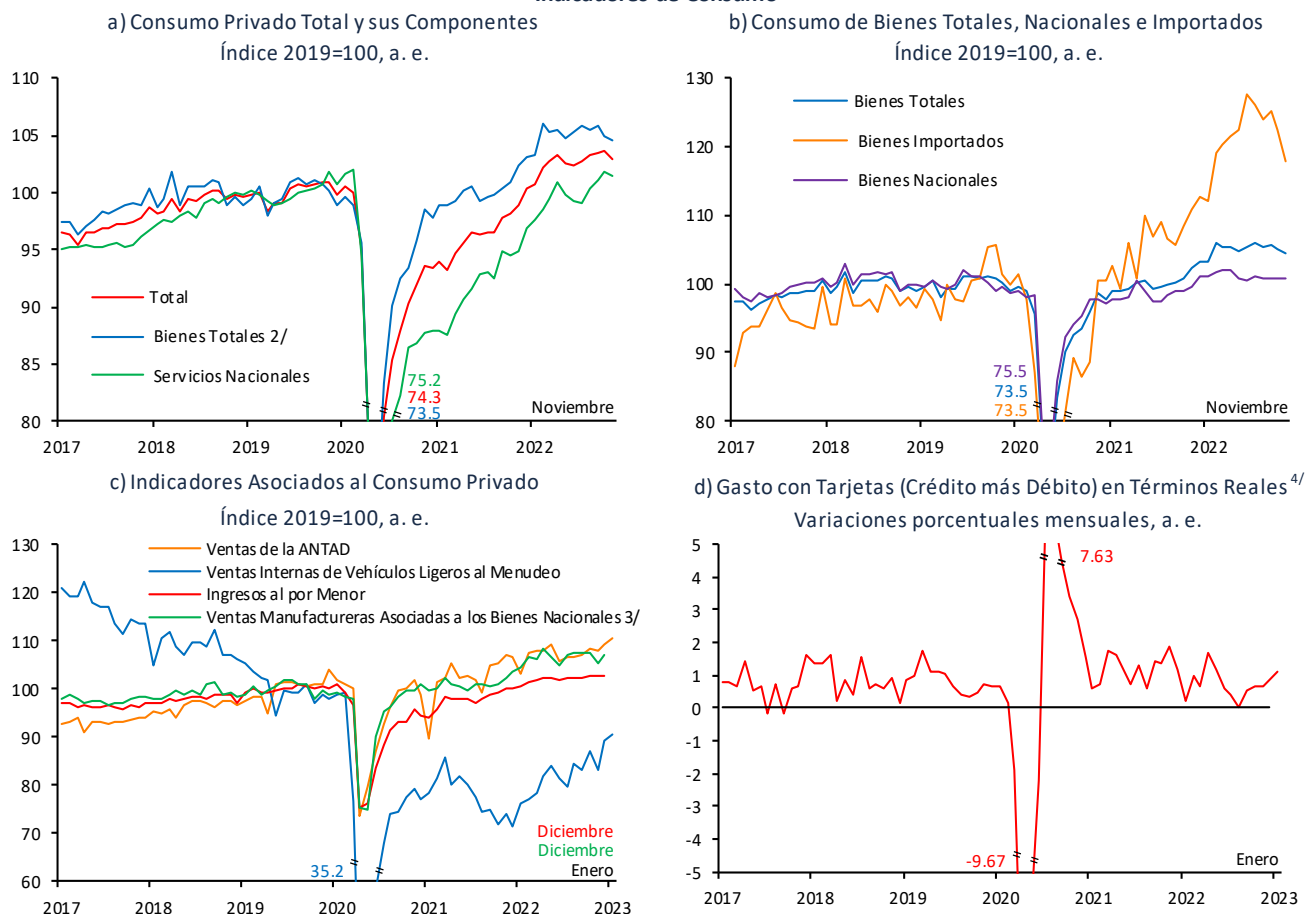 Indicadores de Consumo
a) Consumo Privado Total y sus Componentes
Índice 2019=100, a. e.
110
105
100
95
90
85
80
Total
Bienes Totales 2/
Servicios Nacionales
75.2
74.3
73.5
Noviembre
2017 2018 2019 2020 2021 2022
b) Consumo de Bienes Totales, Nacionales e Importados
Índice 2019=100, a. e.
130
120
110
100
90
80
Bienes Totales
Bienes Importados
Bienes Nacionales
75.5
73.5
73.5
Noviembre
2017 2018 2019 2020 2021 2022
c) Indicadores Asociados al Consumo Privado
Índice 2019=100, a. e.
130
120
110
100
90
80
70
60
Ventas de la ANTAD
Ventas Internas de Vehículos Ligeros al Menudeo
Ingresos al por Menor
Ventas Manufactureras Asociadas a los Bienes Nacionales 3/
35.2
Diciembre
Diciembre
Enero
2017 2018 2019 2020 2021 2022 2023
d) Gasto con Tarjetas (Crédito más Débito) en Términos Reales 4/
Variaciones porcentuales mensuales, a. e.
5
4
3
2
1
0
-1
-2
-3
-4
-5
7.63
-9.67
Enero
2017 2018 2019 2020 2021 2022 2023